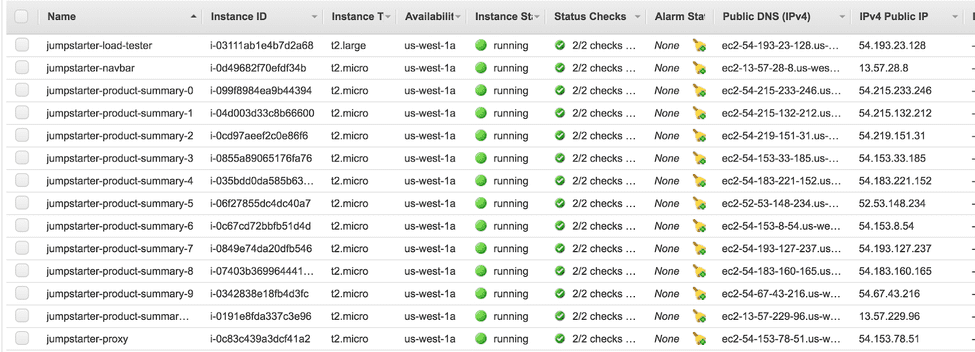 Name Instance ID Instance T Availabilit Instance St Status Checks Alarm Stat Public DNS (IPv4) IPv4 Public IP
jumpstarter-load-tester i-03111ab1e4b7d2a68 t2.large us-west-1a running 2/2 checks ... None ec2-54-193-23-128.us-... 54.193.23.128
jumpstarter-navbar i-0d49682f70efdf34b t2.micro us-west-1a running 2/2 checks ... None ec2-13-57-28-8.us-wes... 13.57.28.8
jumpstarter-product-summary-0 i-099f8984ea9b44394 t2.micro us-west-1a running 2/2 checks ... None ec2-54-215-233-246.us... 54.215.233.246
jumpstarter-product-summary-1 i-04d003d33c8b66600 t2.micro us-west-1a running 2/2 checks ... None ec2-54-215-132-212.us... 54.215.132.212
jumpstarter-product-summary-2 i-0cd97aeef2c0e86f6 t2.micro us-west-1a running 2/2 checks ... None ec2-54-219-151-31.us-... 54.219.151.31
jumpstarter-product-summary-3 i-0855a89065176fa76 t2.micro us-west-1a running 2/2 checks ... None ec2-54-153-33-185.us-... 54.153.33.185
jumpstarter-product-summary-4 i-035bdd0da585b63... t2.micro us-west-1a running 2/2 checks ... None ec2-54-183-221-152.us... 54.183.221.152
jumpstarter-product-summary-5 i-06f27855dc4dc40a7 t2.micro us-west-1a running 2/2 checks ... None ec2-52-53-148-234.us-... 52.53.148.234
jumpstarter-product-summary-6 i-0c67cd72bbfb51d4d t2.micro us-west-1a running 2/2 checks ... None ec2-54-153-8-54.us-we... 54.153.8.54
jumpstarter-product-summary-7 i-0849e74da20dfb546 t2.micro us-west-1a running 2/2 checks ... None ec2-54-193-127-237.us... 54.193.127.237
jumpstarter-product-summary-8 i-07403b369964441... t2.micro us-west-1a running 2/2 checks ... None ec2-54-183-160-165.us... 54.183.160.165
jumpstarter-product-summary-9 i-0342838e18fb4d3fc t2.micro us-west-1a running 2/2 checks ... None ec2-54-67-43-216.us-w... 54.67.43.216
jumpstarter-product-summar... i-0191e8fda337c3e96 t2.micro us-west-1a running 2/2 checks ... None ec2-13-57-229-96.us-w... 13.57.229.96
jumpstarter-proxy i-0c83c439a3dcf41a2 t2.micro us-west-1a running 2/2 checks ... None ec2-54-153-78-51.us-w... 54.153.78.51